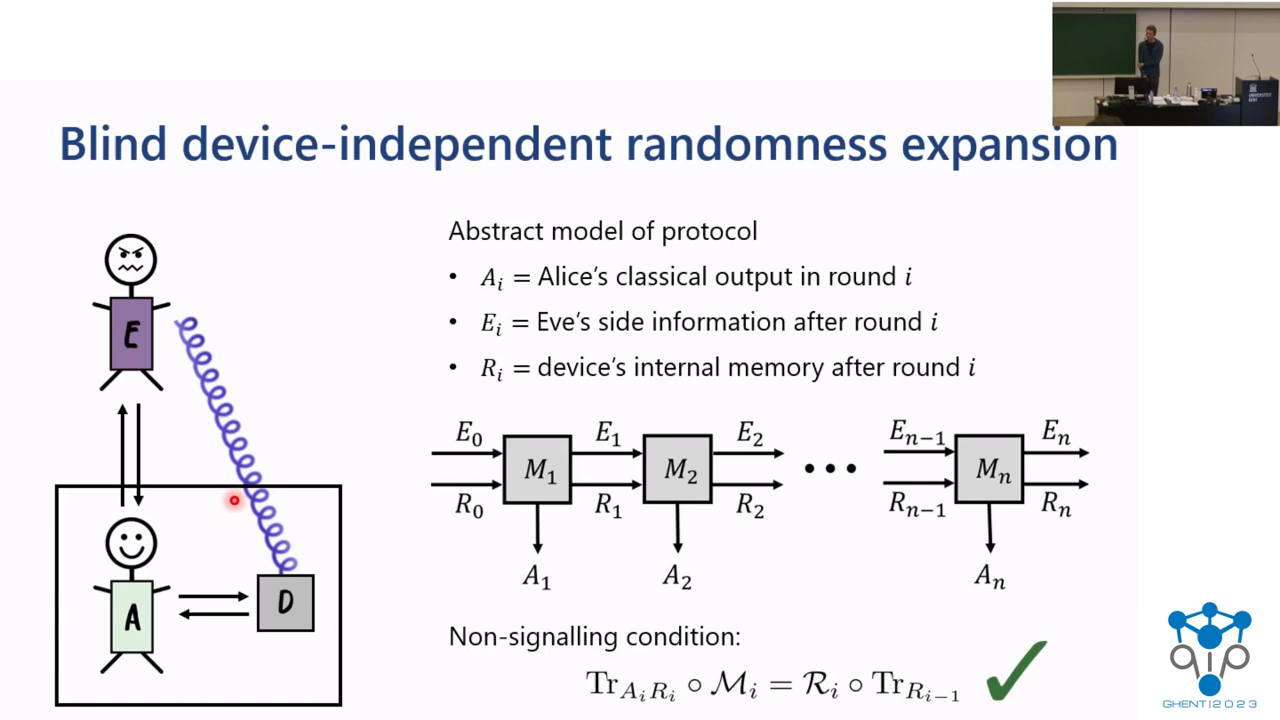 Blind device-independent randomness expansion
E
A
D
Abstract model of protocol
• A_i = Alice's classical output in round i
• E_i = Eve's side information after round i
• R_i = device's internal memory after round i
E_0 E_1 E_2 E_{n-1} E_n
M_1 M_2 ••• M_n
R_0 R_1 R_2 R_{n-1} R_n
A_1 A_2 A_n
Non-signalling condition:
Tr_{A_iR_i} ∘ ℳ_i = ℛ_i ∘ Tr_{R_{i-1}}
qip
GHENT|2023